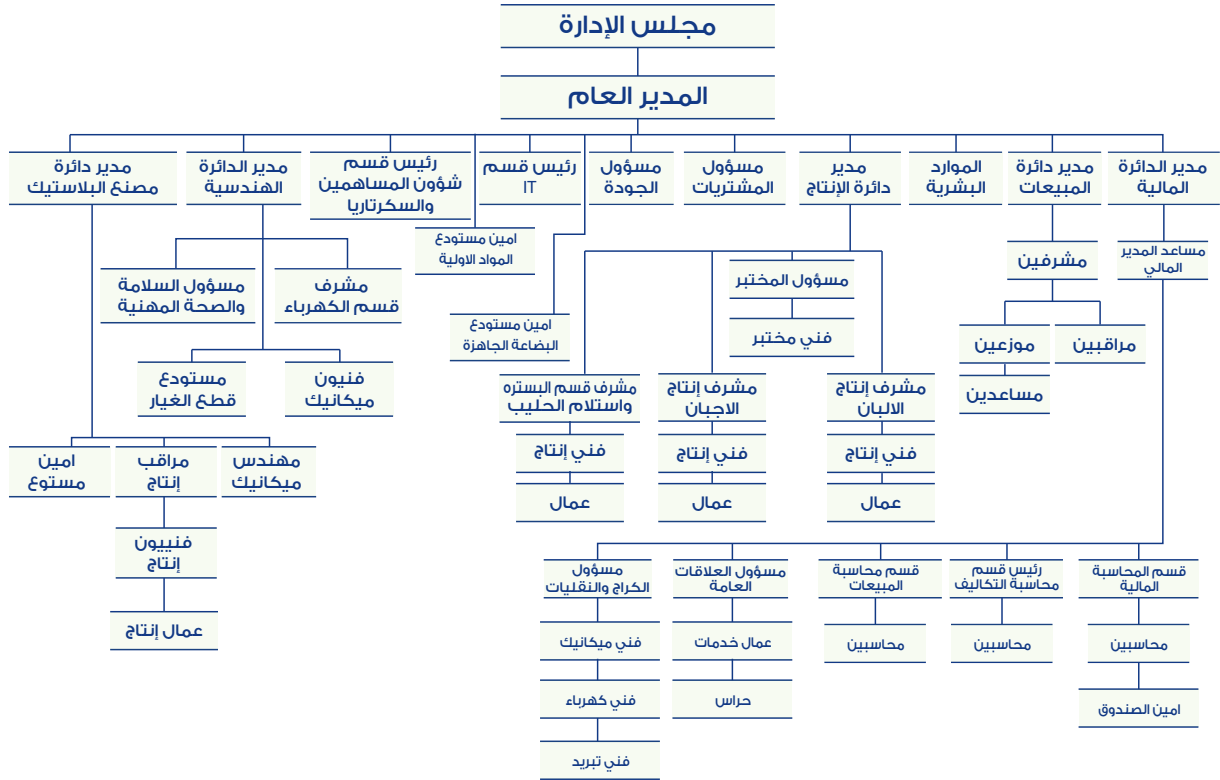 مجلس الإدارة
المدير العام
مدير الدائرة
المالية
مدير دائرة
المبيعات
الموارد
البشرية
مدير
دائرة الإنتاج
مسؤول
المشتريات
مسؤول
الجودة
رئيس قسم
IT
رئيس قسم
شؤون المساهمين
والسكرتاريا
مدير الدائرة
الهندسية
مدير دائرة
مصنع البلاستيك
مساعد المدير
المالي
مشرفين
مراقبين
موزعين
مساعدين
مسؤول المختبر
فني مختبر
امين مستودع
المواد الاولية
امين مستودع
البضاعة الجاهزة
مشرف
قسم الكهرباء
مسؤول السلامة
والصحة المهنية
فنيون
ميكانيك
مستودع
قطع الغيار
مشرف إنتاج
الالبان
فني إنتاج
عمال
مشرف إنتاج
الاجبان
فني إنتاج
عمال
مشرف قسم البستره
واستلام الحليب
فني إنتاج
عمال
مهندس
ميكانيك
مراقب
إنتاج
امين
مستوع
فنييون
إنتاج
عمال إنتاج
قسم المحاسبة
المالية
محاسبين
امين الصندوق
رئيس قسم
محاسبة التكاليف
محاسبين
قسم محاسبة
المبيعات
محاسبين
مسؤول العلاقات
العامة
عمال خدمات
حراس
مسؤول
الكراج والنقليات
فني ميكانيك
فني كهرباء
فني تبريد